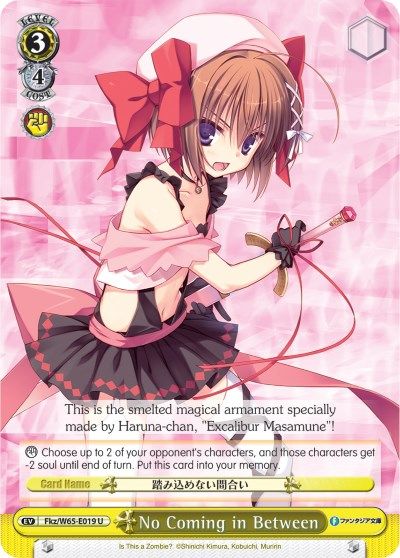 LEVEL
3
4
COST
This is the smelted magical armament specially
made by Haruna-chan, "Excalibur Masamune"!
Choose up to 2 of your opponent's characters, and those characters get
-2 soul until end of turn. Put this card into your memory.
Card Name 踏み込めない間合い
EV Fkz/W65-E019 U No Coming in Between ファンタジア文庫
Is This a Zombie? ©Shinichi Kimura, Kobuichi, Muririn